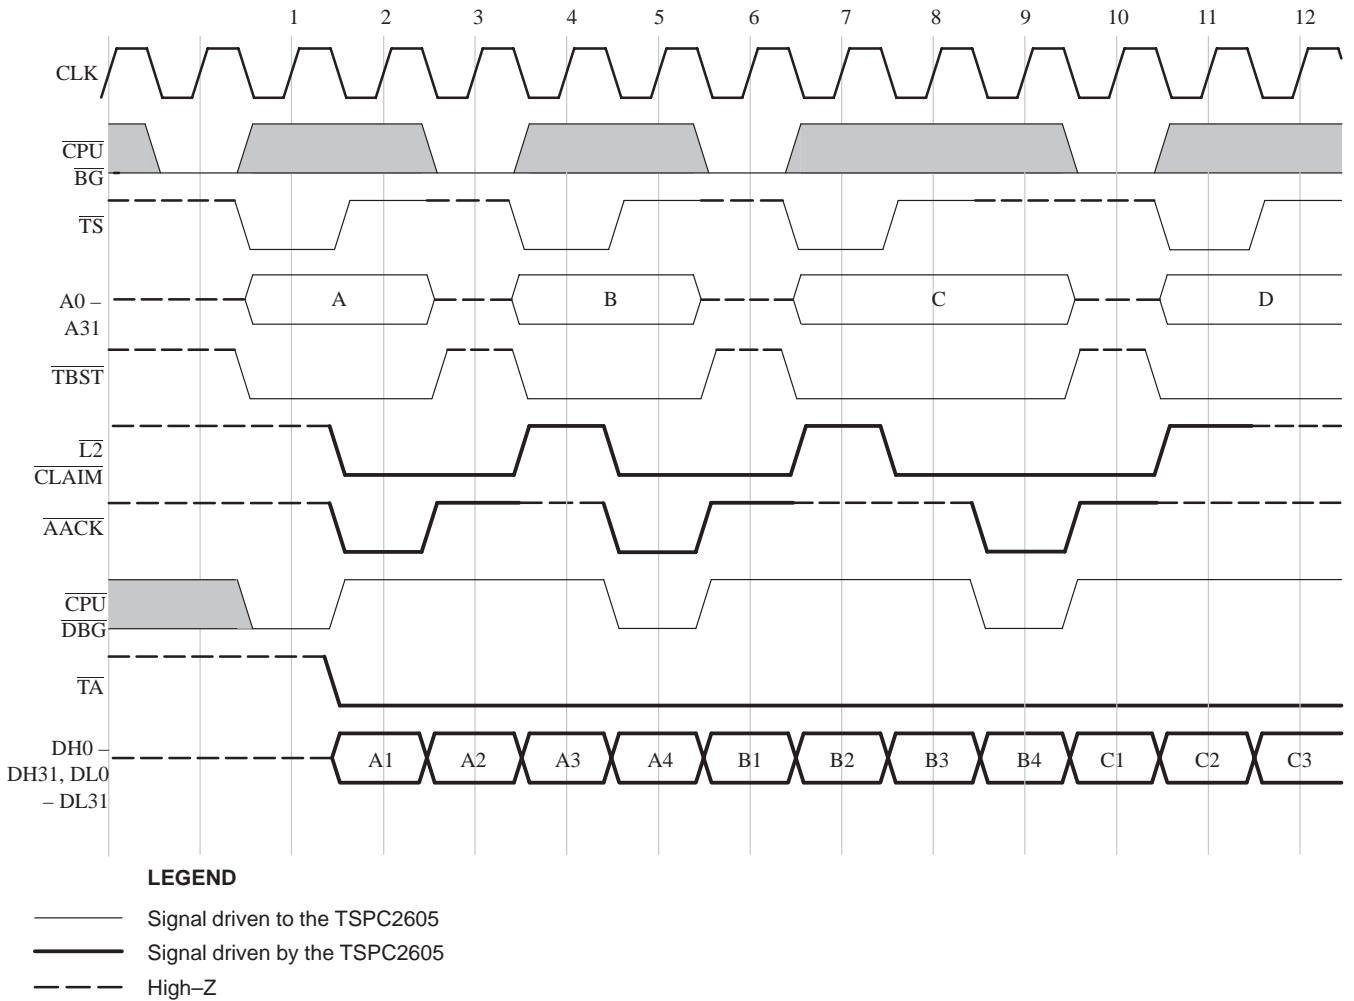 1 2 3 4 5 6 7 8 9 10 11 12
CLK
CPU
BG
TS
A0 –
A31
A B C D
TBST
L2
CLAIM
AACK
CPU
DBG
TA
DH0 –
DH31, DL0
– DL31
A1 A2 A3 A4 B1 B2 B3 B4 C1 C2 C3
LEGEND
Signal driven to the TSPC2605
Signal driven by the TSPC2605
High–Z